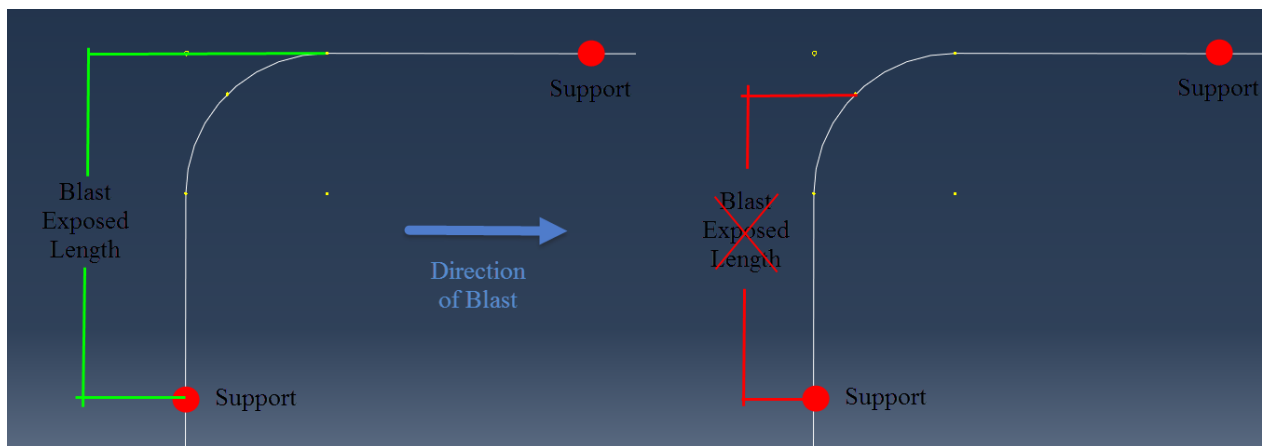 Support
Support
Blast
Exposed
Length
Blast
Exposed
Length
Direction
of Blast
Support
Support